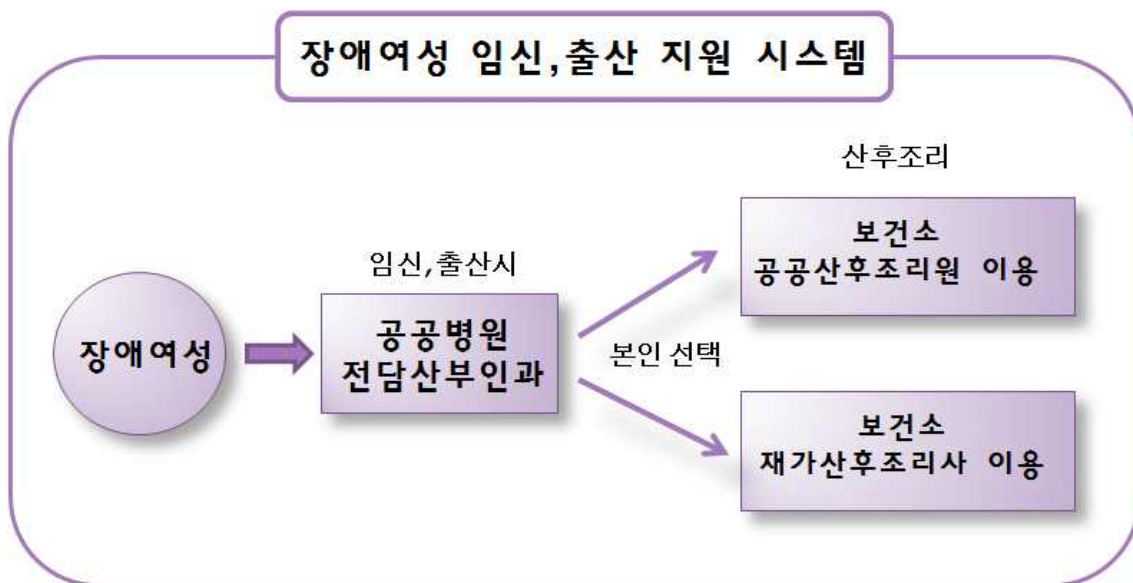 장애여성 임신,출산 지원 시스템
산후조리
보건소
공공산후조리원 이용
임신,출산시
공공병원
전담산부인과
장애여성
본인 선택
보건소
재가산후조리사 이용